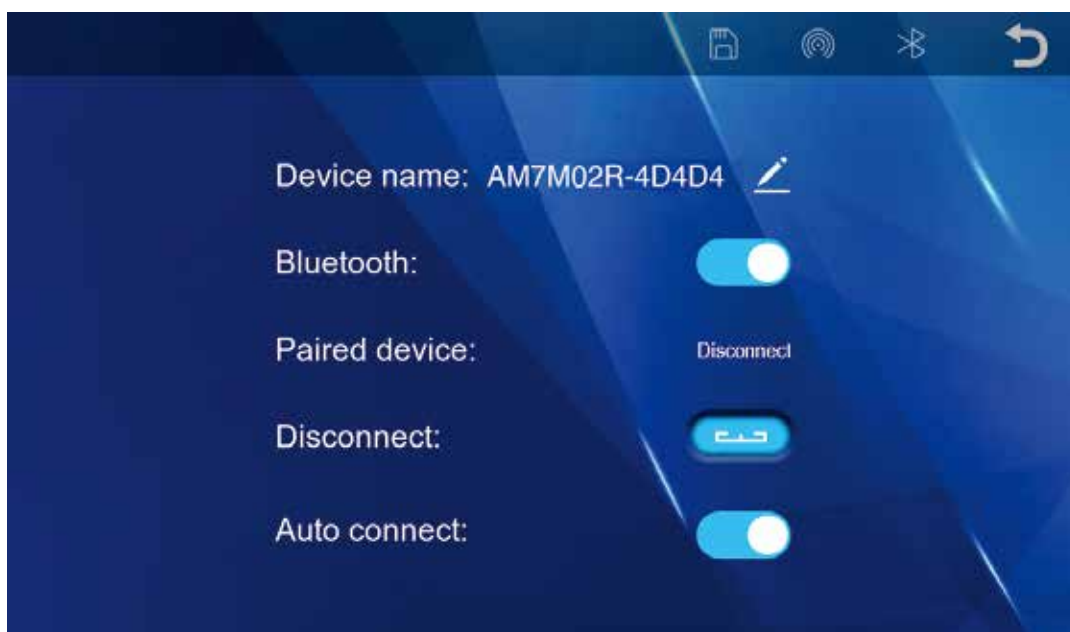 Device name: AM7M02R-4D4D4
Bluetooth:
Paired device: Disconnect
Disconnect:
Auto connect: